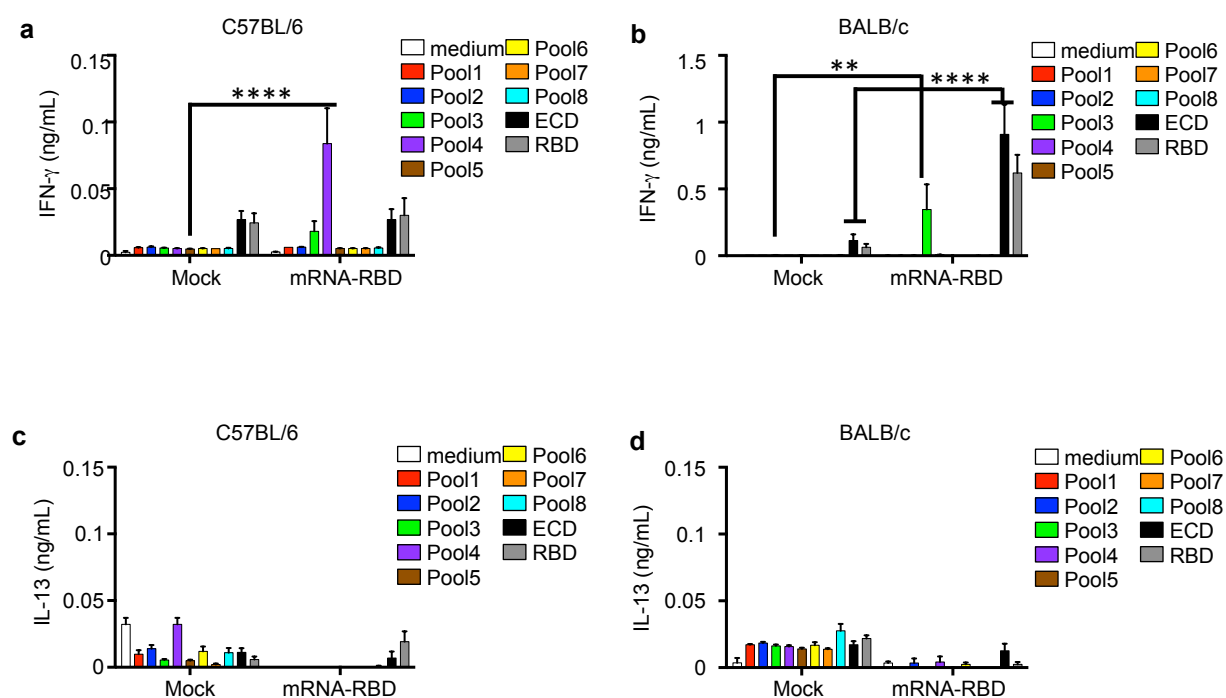 a
C57BL/6
medium
Pool1
Pool2
Pool3
Pool4
Pool5
Pool6
Pool7
Pool8
ECD
RBD
IFN-γ (ng/mL)
0.15
0.1
0.05
0
****
Mock
mRNA-RBD
b
BALB/c
medium
Pool1
Pool2
Pool3
Pool4
Pool5
Pool6
Pool7
Pool8
ECD
RBD
IFN-γ (ng/mL)
1.5
1
0.5
0
**
****
Mock
mRNA-RBD
c
C57BL/6
medium
Pool1
Pool2
Pool3
Pool4
Pool5
Pool6
Pool7
Pool8
ECD
RBD
IL-13 (ng/mL)
0.15
0.1
0.05
0
Mock
mRNA-RBD
d
BALB/c
medium
Pool1
Pool2
Pool3
Pool4
Pool5
Pool6
Pool7
Pool8
ECD
RBD
IL-13 (ng/mL)
0.15
0.1
0.05
0
Mock
mRNA-RBD